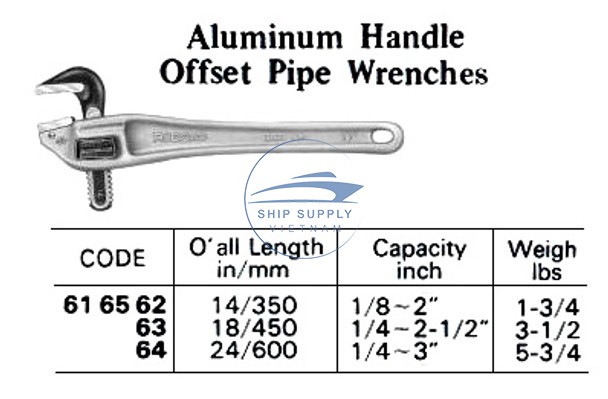 Aluminum Handle
Offset Pipe Wrenches
SHIP SUPPLY
VIETNAM
CODE O'all Length in/mm Capacity inch Weigh lbs
61 65 62 14/350 1/8~2" 1-3/4
63 18/450 1/4~2-1/2" 3-1/2
64 24/600 1/4~3" 5-3/4